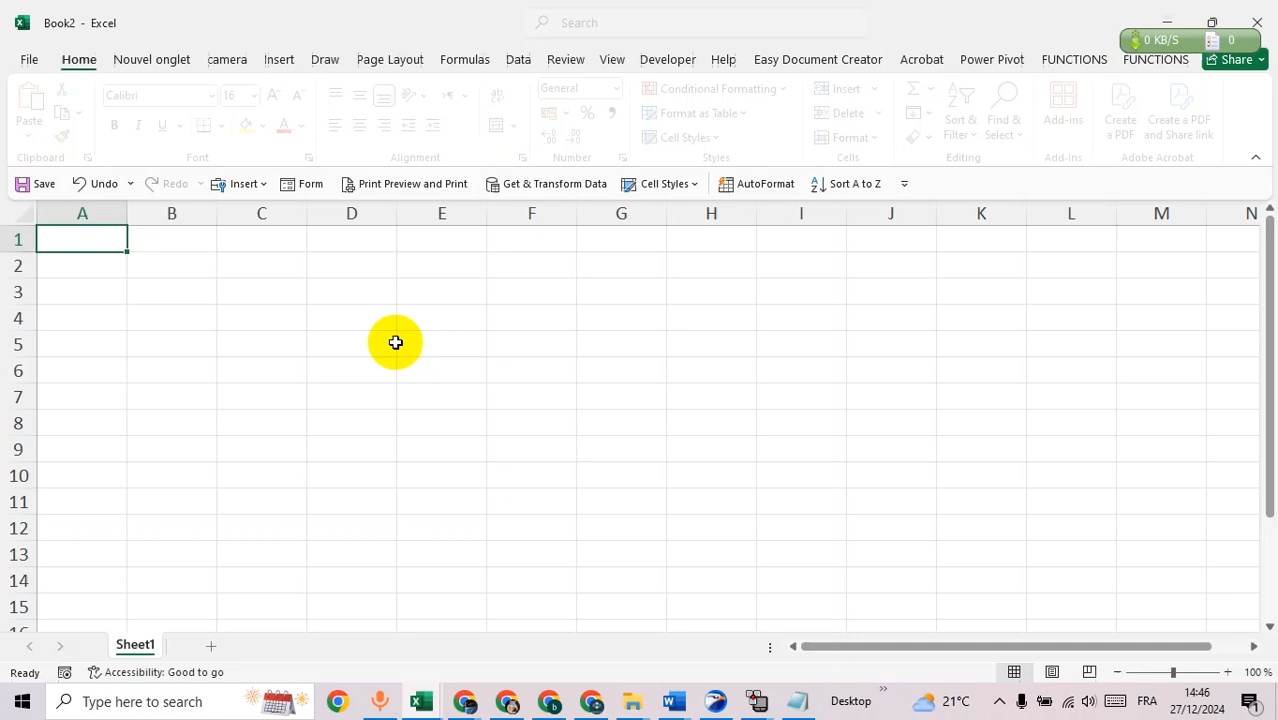 Book2 - Excel
Search
0 KB/S 0
File Home Nouvel onglet camera Insert Draw Page Layout Formulas Data Review View Developer Help Easy Document Creator Acrobat Power Pivot FUNCTIONS FUNCTIONS Share
Paste
Calibri 16
B I U A
General
% 
Conditional Formatting
Format as Table
Cell Styles
Insert
Delete
Format
Sort & Filter
Find & Select
Add-ins
Create a PDF
Create a PDF and Share link
Clipboard Font Alignment Number Styles Cells Editing Add-Ins Adobe Acrobat
Save Undo Redo Insert Form Print Preview and Print Get & Transform Data Cell Styles AutoFormat Sort A to Z
A B C D E F G H I J K L M N
1
2
3
4
5
6
7
8
9
10
11
12
13
14
15
16
Sheet1
Ready Accessibility: Good to go 100 %
Type here to search Desktop 21°C FRA 14:46
27/12/2024